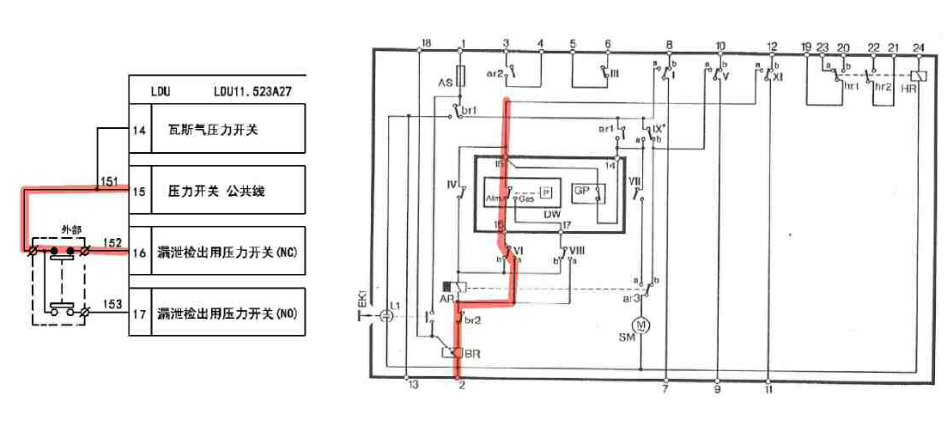 LDU LDU11.523A27
14 瓦斯气压力开关
151
15 压力开关 公共线
外部
152
16 漏泄检出用压力开关(NC)
153
17 漏泄检出用压力开关(NO)
18 1 3 4 5 6 8 10 12 19 23 20 22 21 24
AS ar2 III a b I a b V a b XI a b b hr1 hr2 HR
br1 ar1 IX* a b
15 14
IV Atm Gas P GP VII
DW
16 17
b VI a b VIII a
AR a b ar3
EK1 L1 I br2 M SM
BR
13 2 7 9 11